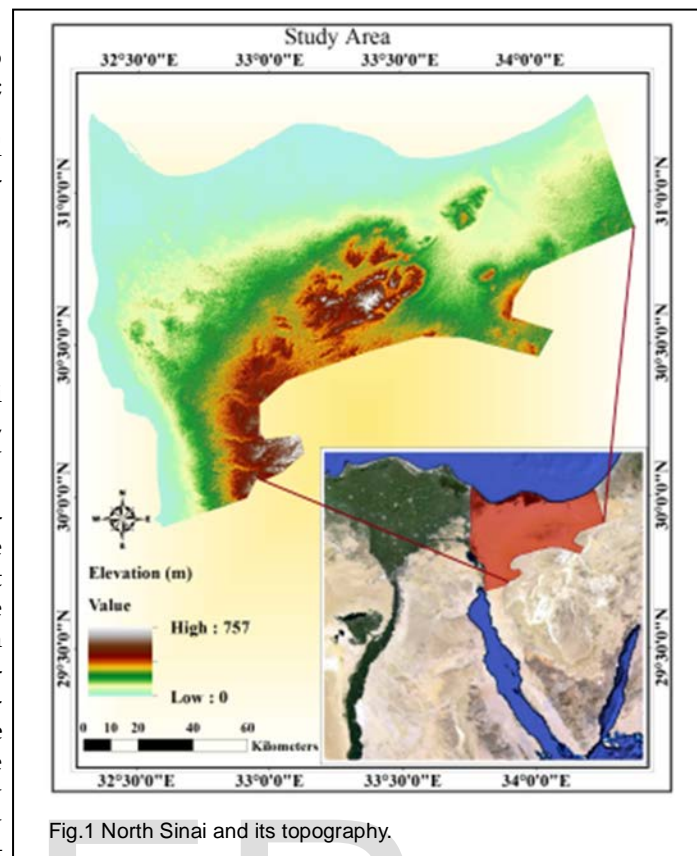 Study Area
32°30'0"E 33°0'0"E 33°30'0"E 34°0'0"E
31°0'0"N 31°0'0"N
30°30'0"N 30°30'0"N
30°0'0"N 30°0'0"N
29°30'0"N 29°30'0"N
N
W E
S
Elevation (m)
Value
High : 757
Low : 0
0 10 20 40 60
Kilometers
32°30'0"E 33°0'0"E 33°30'0"E 34°0'0"E
Fig.1 North Sinai and its topography.